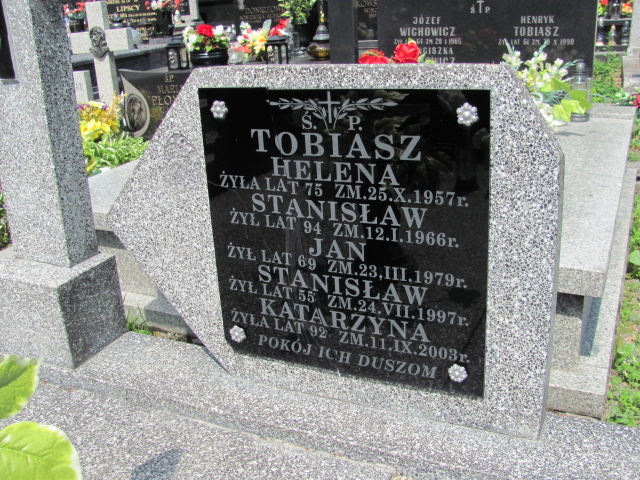 Ś. P.
TOBIASZ
HELENA
ŻYŁA LAT 75 ZM.25.X.1957r.
STANISŁAW
ŻYŁ LAT 94 ZM.12.I.1966r.
JAN
ŻYŁ LAT 69 ZM.23,III.1979r.
STANISŁAW
ŻYŁ LAT 55 ZM.24.VII.1997r.
KATARZYNA
ŻYŁA LAT 92 ZM.11.IX.2003r.
POKÓJ ICH DUSZOM
JÓZEF
WICHOWICZ
HENRYK
TOBIASZ
LIPSCY
Ś.P.